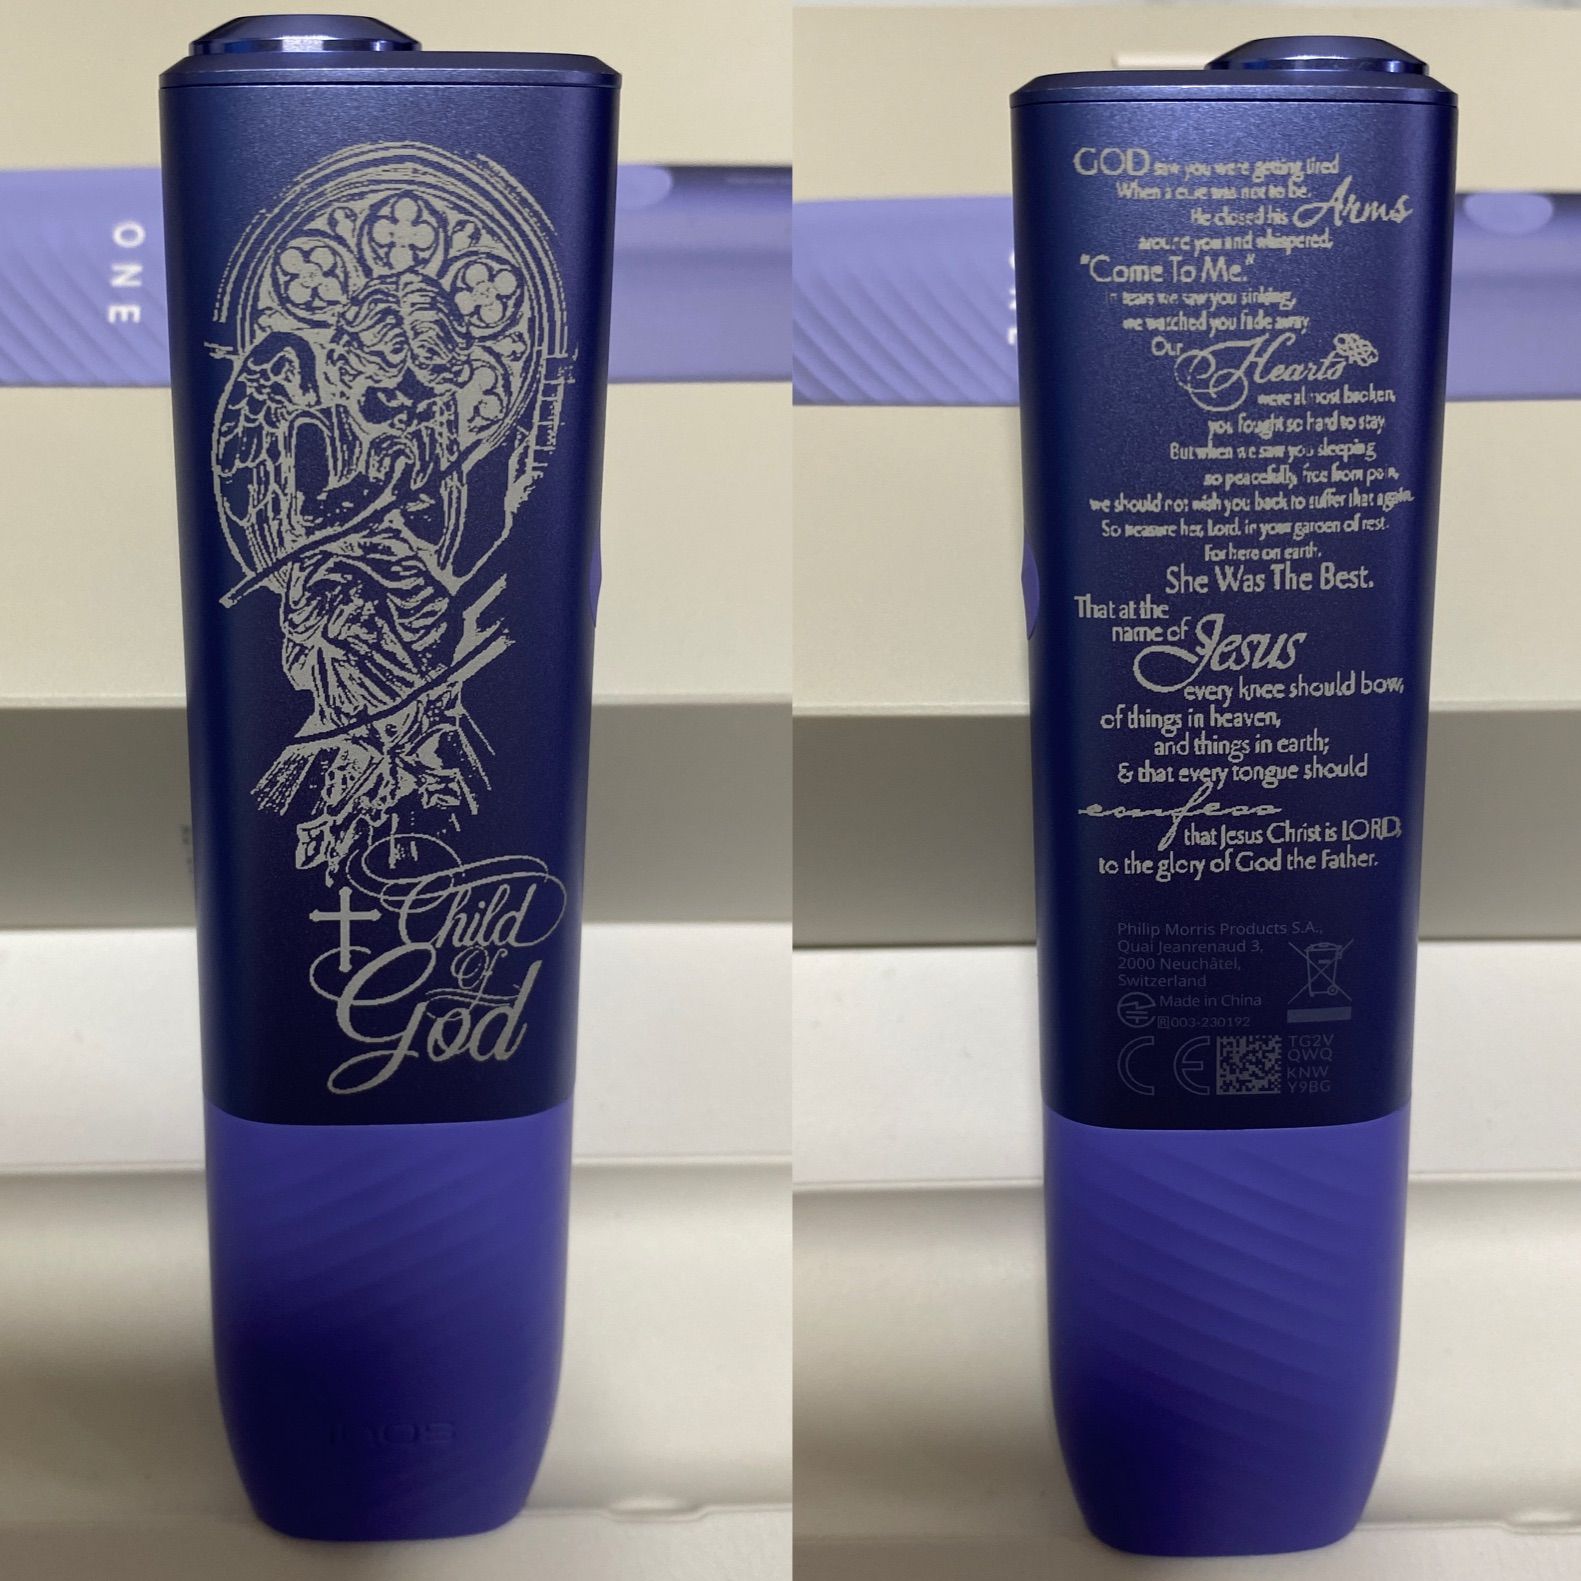 ONE
Child
Of
God
IQOS
GOD saw you were getting tired
When a cure was not to be.
He closed his Arms
around you and whispered,
"Come To Me."
In tears we saw you sinking,
we watched you fade away
Our Hearts
were almost broken,
you fought so hard to stay
But when we saw you sleeping
so peacefully, free from pain,
we should not wish you back to suffer that again.
So treasure her, Lord, in your garden of rest.
For here on earth,
She Was The Best.
That at the
name of Jesus
every knee should bow,
of things in heaven,
and things in earth;
& that every tongue should
confess
that Jesus Christ is LORD,
to the glory of God the Father.
Philip Morris Products S.A.,
Quai Jeanrenaud 3,
2000 Neuchâtel,
Switzerland
Made in China
R 003-230192
CE
TG2V
QWQ
KNW
Y9BG